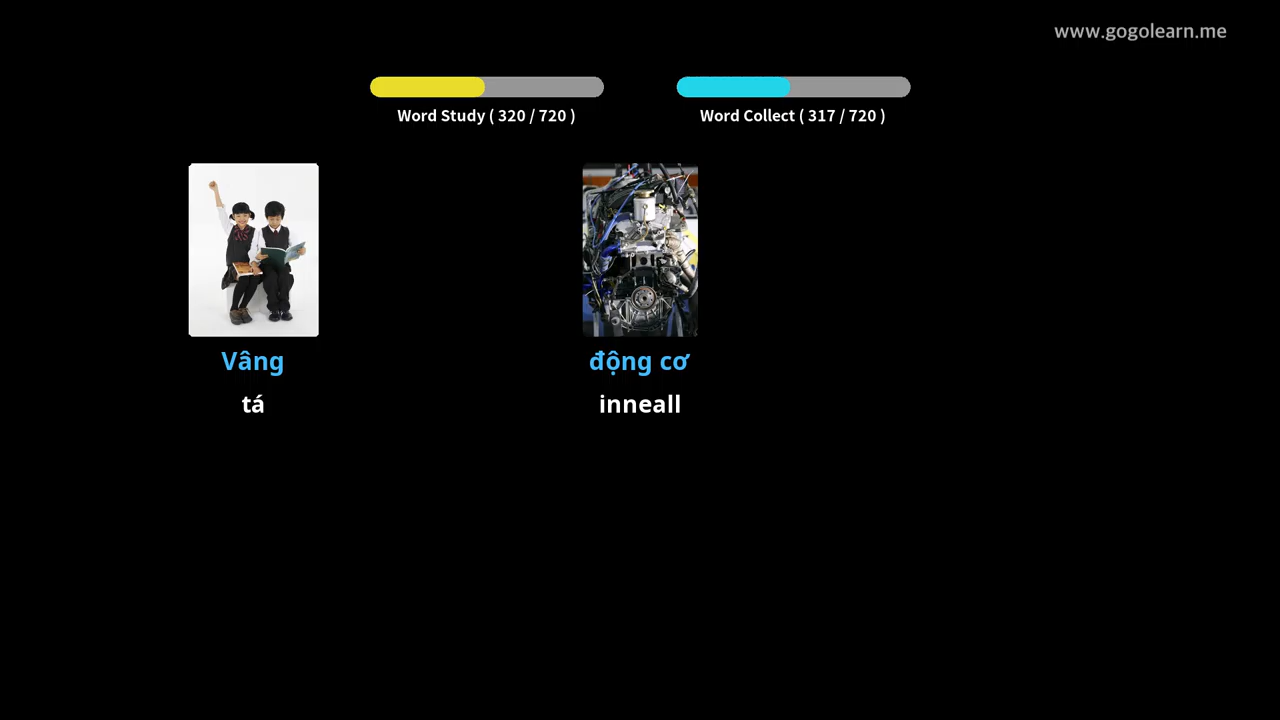 www.gogolearn.me
Word Study ( 320 / 720 )
Word Collect ( 317 / 720 )
Vâng
động cơ
tá
inneall